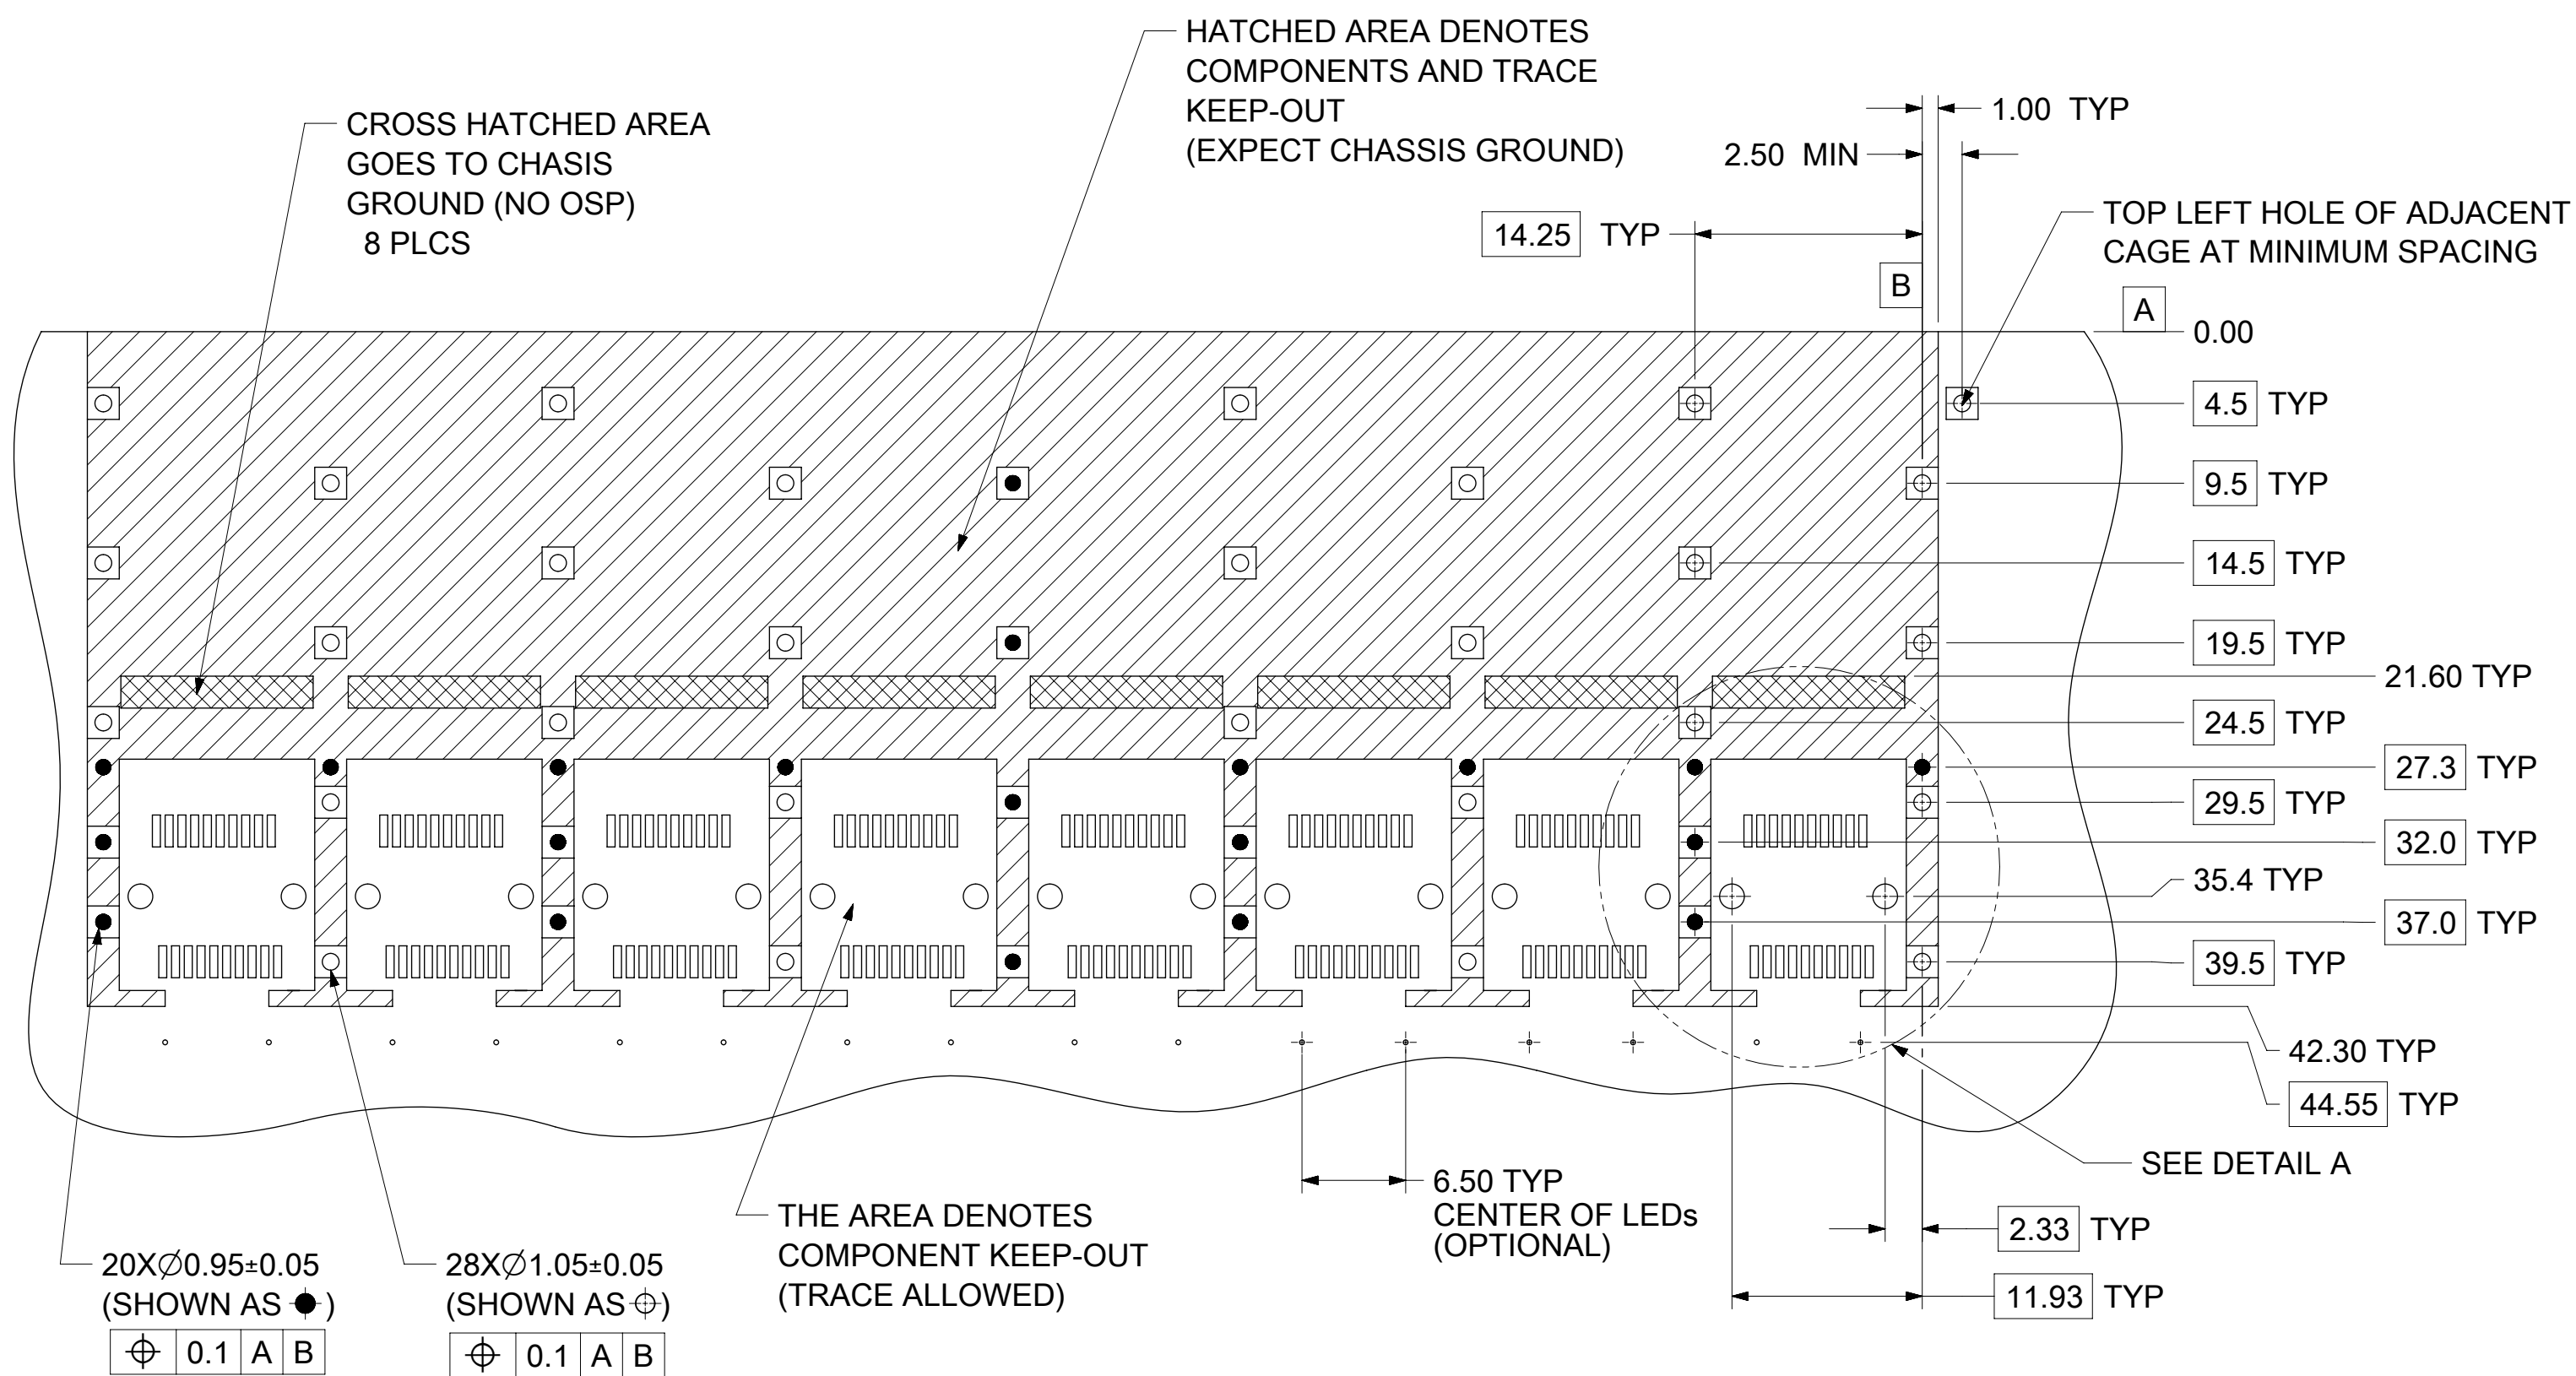 HATCHED AREA DENOTES
COMPONENTS AND TRACE
KEEP-OUT
(EXPECT CHASSIS GROUND)
CROSS HATCHED AREA
GOES TO CHASIS
GROUND (NO OSP)
8 PLCS
1.00 TYP
2.50 MIN
14.25 TYP
TOP LEFT HOLE OF ADJACENT
CAGE AT MINIMUM SPACING
B
A
0.00
4.5 TYP
9.5 TYP
14.5 TYP
19.5 TYP
21.60 TYP
24.5 TYP
27.3 TYP
29.5 TYP
32.0 TYP
35.4 TYP
37.0 TYP
39.5 TYP
42.30 TYP
44.55 TYP
SEE DETAIL A
6.50 TYP
CENTER OF LEDs
(OPTIONAL)
2.33 TYP
11.93 TYP
THE AREA DENOTES
COMPONENT KEEP-OUT
(TRACE ALLOWED)
20X∅0.95±0.05
(SHOWN AS )
⌖ 0.1 A B
28X∅1.05±0.05
(SHOWN AS )
⌖ 0.1 A B